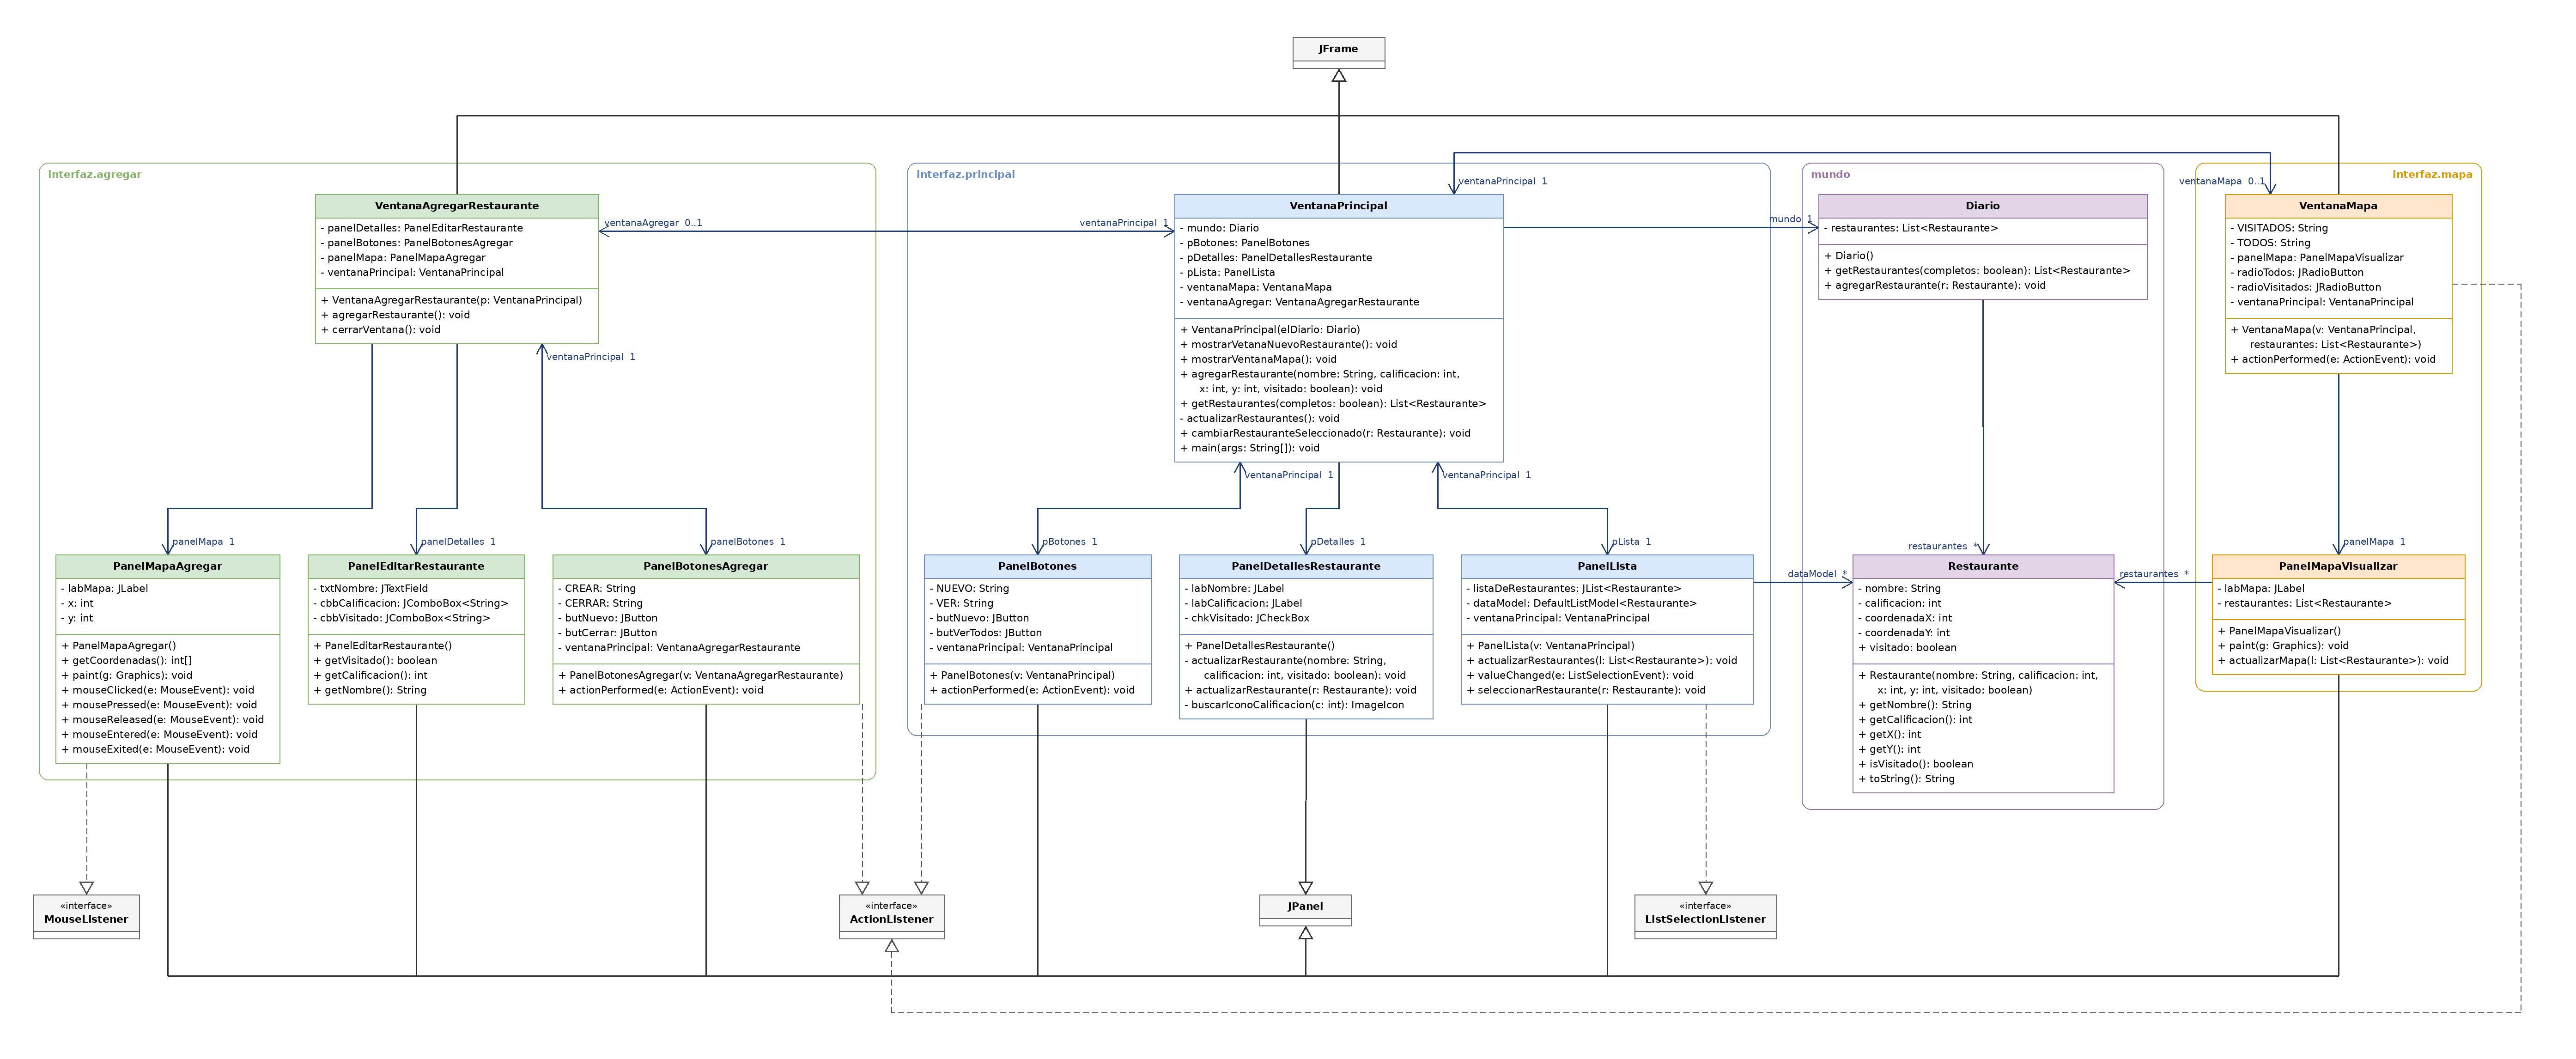 JFrame
interfaz.agregar
VentanaAgregarRestaurante
- panelDetalles: PanelEditarRestaurante
- panelBotones: PanelBotonesAgregar
- panelMapa: PanelMapaAgregar
- ventanaPrincipal: VentanaPrincipal
+ VentanaAgregarRestaurante(p: VentanaPrincipal)
+ agregarRestaurante(): void
+ cerrarVentana(): void
ventanaAgregar 0..1
ventanaPrincipal 1
ventanaPrincipal 1
panelMapa 1
panelDetalles 1
panelBotones 1
PanelMapaAgregar
- labMapa: JLabel
- x: int
- y: int
+ PanelMapaAgregar()
+ getCoordenadas(): int[]
+ paint(g: Graphics): void
+ mouseClicked(e: MouseEvent): void
+ mousePressed(e: MouseEvent): void
+ mouseReleased(e: MouseEvent): void
+ mouseEntered(e: MouseEvent): void
+ mouseExited(e: MouseEvent): void
PanelEditarRestaurante
- txtNombre: JTextField
- cbbCalificacion: JComboBox<String>
- cbbVisitado: JComboBox<String>
+ PanelEditarRestaurante()
+ getVisitado(): boolean
+ getCalificacion(): int
+ getNombre(): String
PanelBotonesAgregar
- CREAR: String
- CERRAR: String
- butNuevo: JButton
- butCerrar: JButton
- ventanaPrincipal: VentanaAgregarRestaurante
+ PanelBotonesAgregar(v: VentanaAgregarRestaurante)
+ actionPerformed(e: ActionEvent): void
interfaz.principal
ventanaPrincipal 1
VentanaPrincipal
- mundo: Diario
- pBotones: PanelBotones
- pDetalles: PanelDetallesRestaurante
- pLista: PanelLista
- ventanaMapa: VentanaMapa
- ventanaAgregar: VentanaAgregarRestaurante
+ VentanaPrincipal(elDiario: Diario)
+ mostrarVetanaNuevoRestaurante(): void
+ mostrarVentanaMapa(): void
+ agregarRestaurante(nombre: String, calificacion: int,
x: int, y: int, visitado: boolean): void
+ getRestaurantes(completos: boolean): List<Restaurante>
- actualizarRestaurantes(): void
+ cambiarRestauranteSeleccionado(r: Restaurante): void
+ main(args: String[]): void
ventanaPrincipal 1
ventanaPrincipal 1
pBotones 1
pDetalles 1
pLista 1
PanelBotones
- NUEVO: String
- VER: String
- butNuevo: JButton
- butVerTodos: JButton
- ventanaPrincipal: VentanaPrincipal
+ PanelBotones(v: VentanaPrincipal)
+ actionPerformed(e: ActionEvent): void
PanelDetallesRestaurante
- labNombre: JLabel
- labCalificacion: JLabel
- chkVisitado: JCheckBox
+ PanelDetallesRestaurante()
- actualizarRestaurante(nombre: String,
calificacion: int, visitado: boolean): void
+ actualizarRestaurante(r: Restaurante): void
- buscarIconoCalificacion(c: int): ImageIcon
PanelLista
- listaDeRestaurantes: JList<Restaurante>
- dataModel: DefaultListModel<Restaurante>
- ventanaPrincipal: VentanaPrincipal
+ PanelLista(v: VentanaPrincipal)
+ actualizarRestaurantes(l: List<Restaurante>): void
+ valueChanged(e: ListSelectionEvent): void
+ seleccionarRestaurante(r: Restaurante): void
mundo
mundo 1
Diario
- restaurantes: List<Restaurante>
+ Diario()
+ getRestaurantes(completos: boolean): List<Restaurante>
+ agregarRestaurante(r: Restaurante): void
restaurantes *
dataModel *
restaurantes *
Restaurante
- nombre: String
- calificacion: int
- coordenadaX: int
- coordenadaY: int
- visitado: boolean
+ Restaurante(nombre: String, calificacion: int,
x: int, y: int, visitado: boolean)
+ getNombre(): String
+ getCalificacion(): int
+ getX(): int
+ getY(): int
+ isVisitado(): boolean
+ toString(): String
interfaz.mapa
ventanaMapa 0..1
VentanaMapa
- VISITADOS: String
- TODOS: String
- panelMapa: PanelMapaVisualizar
- radioTodos: JRadioButton
- radioVisitados: JRadioButton
- ventanaPrincipal: VentanaPrincipal
+ VentanaMapa(v: VentanaPrincipal,
restaurantes: List<Restaurante>)
+ actionPerformed(e: ActionEvent): void
panelMapa 1
PanelMapaVisualizar
- labMapa: JLabel
- restaurantes: List<Restaurante>
+ PanelMapaVisualizar()
+ paint(g: Graphics): void
+ actualizarMapa(l: List<Restaurante>): void
«interface»
MouseListener
«interface»
ActionListener
JPanel
«interface»
ListSelectionListener